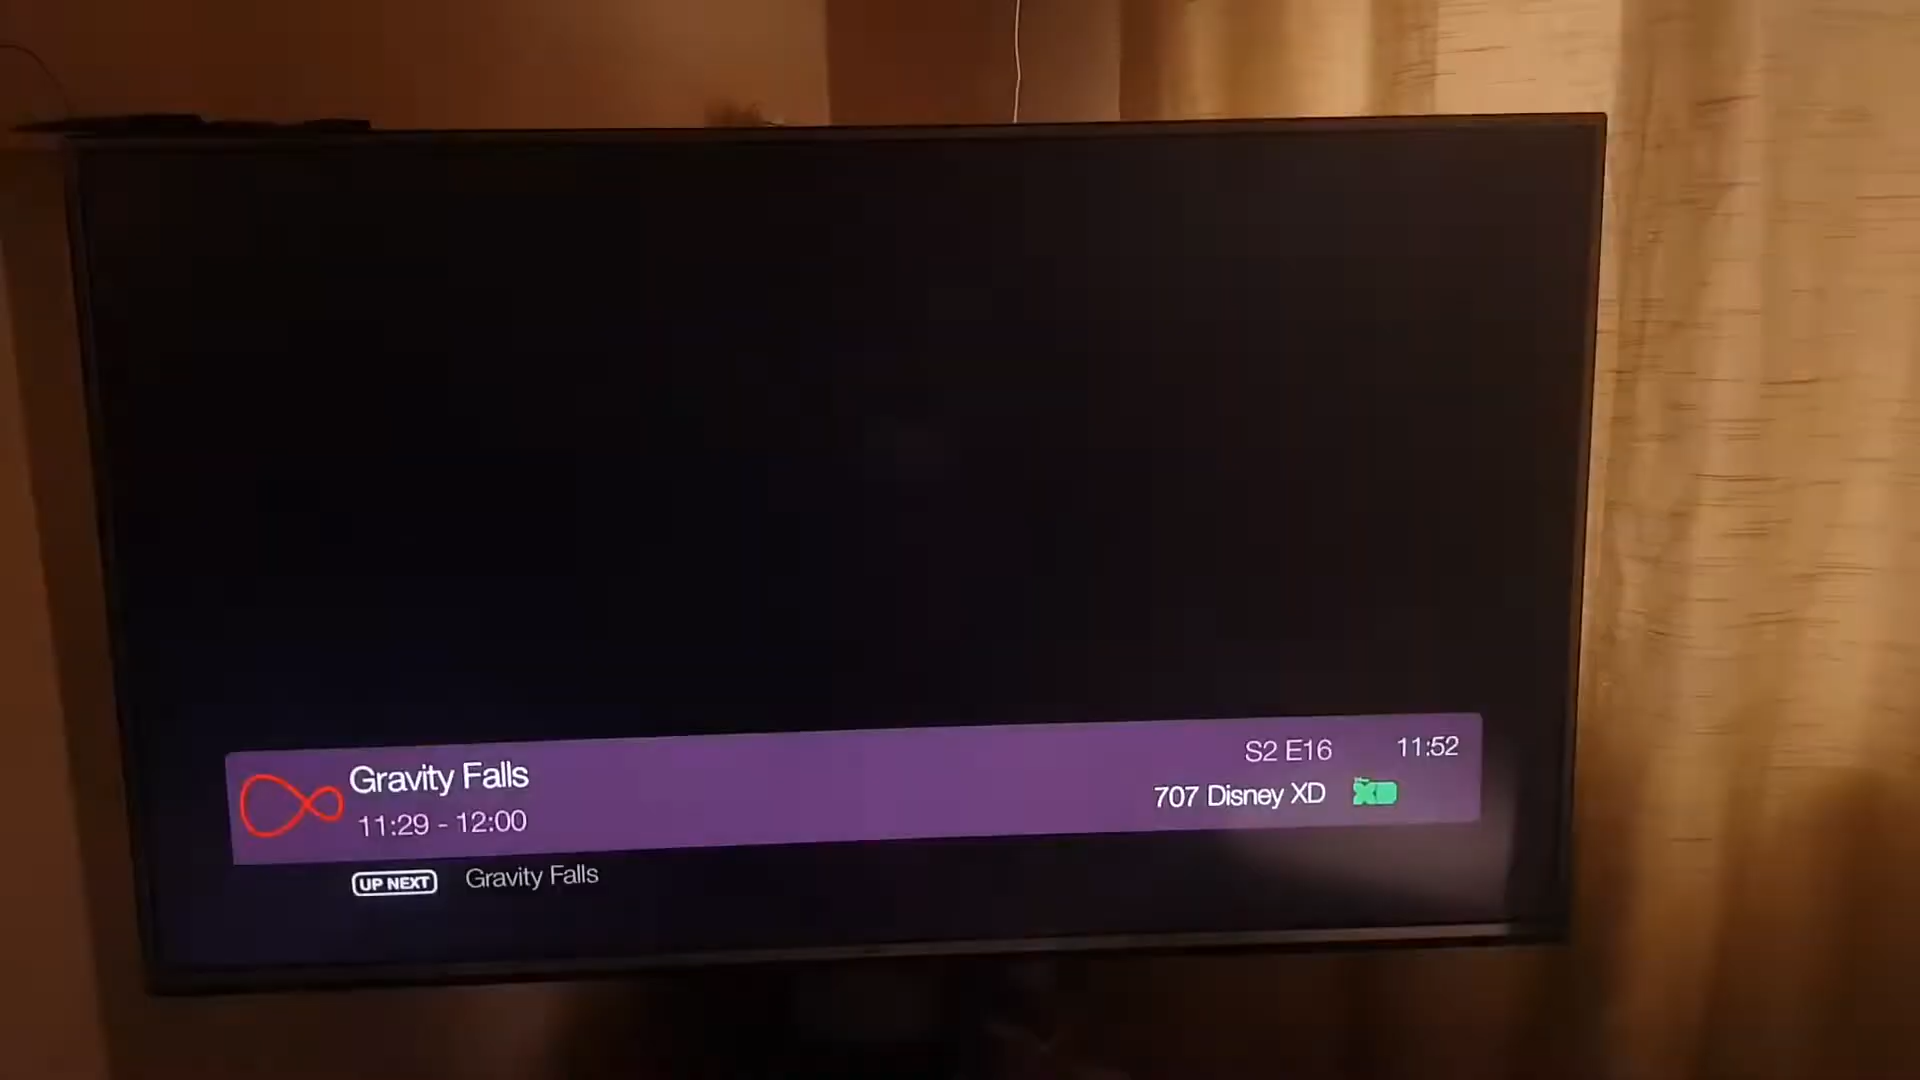 Gravity Falls
S2 E16
11:52
11:29 - 12:00
707 Disney XD
XD
UP NEXT
Gravity Falls